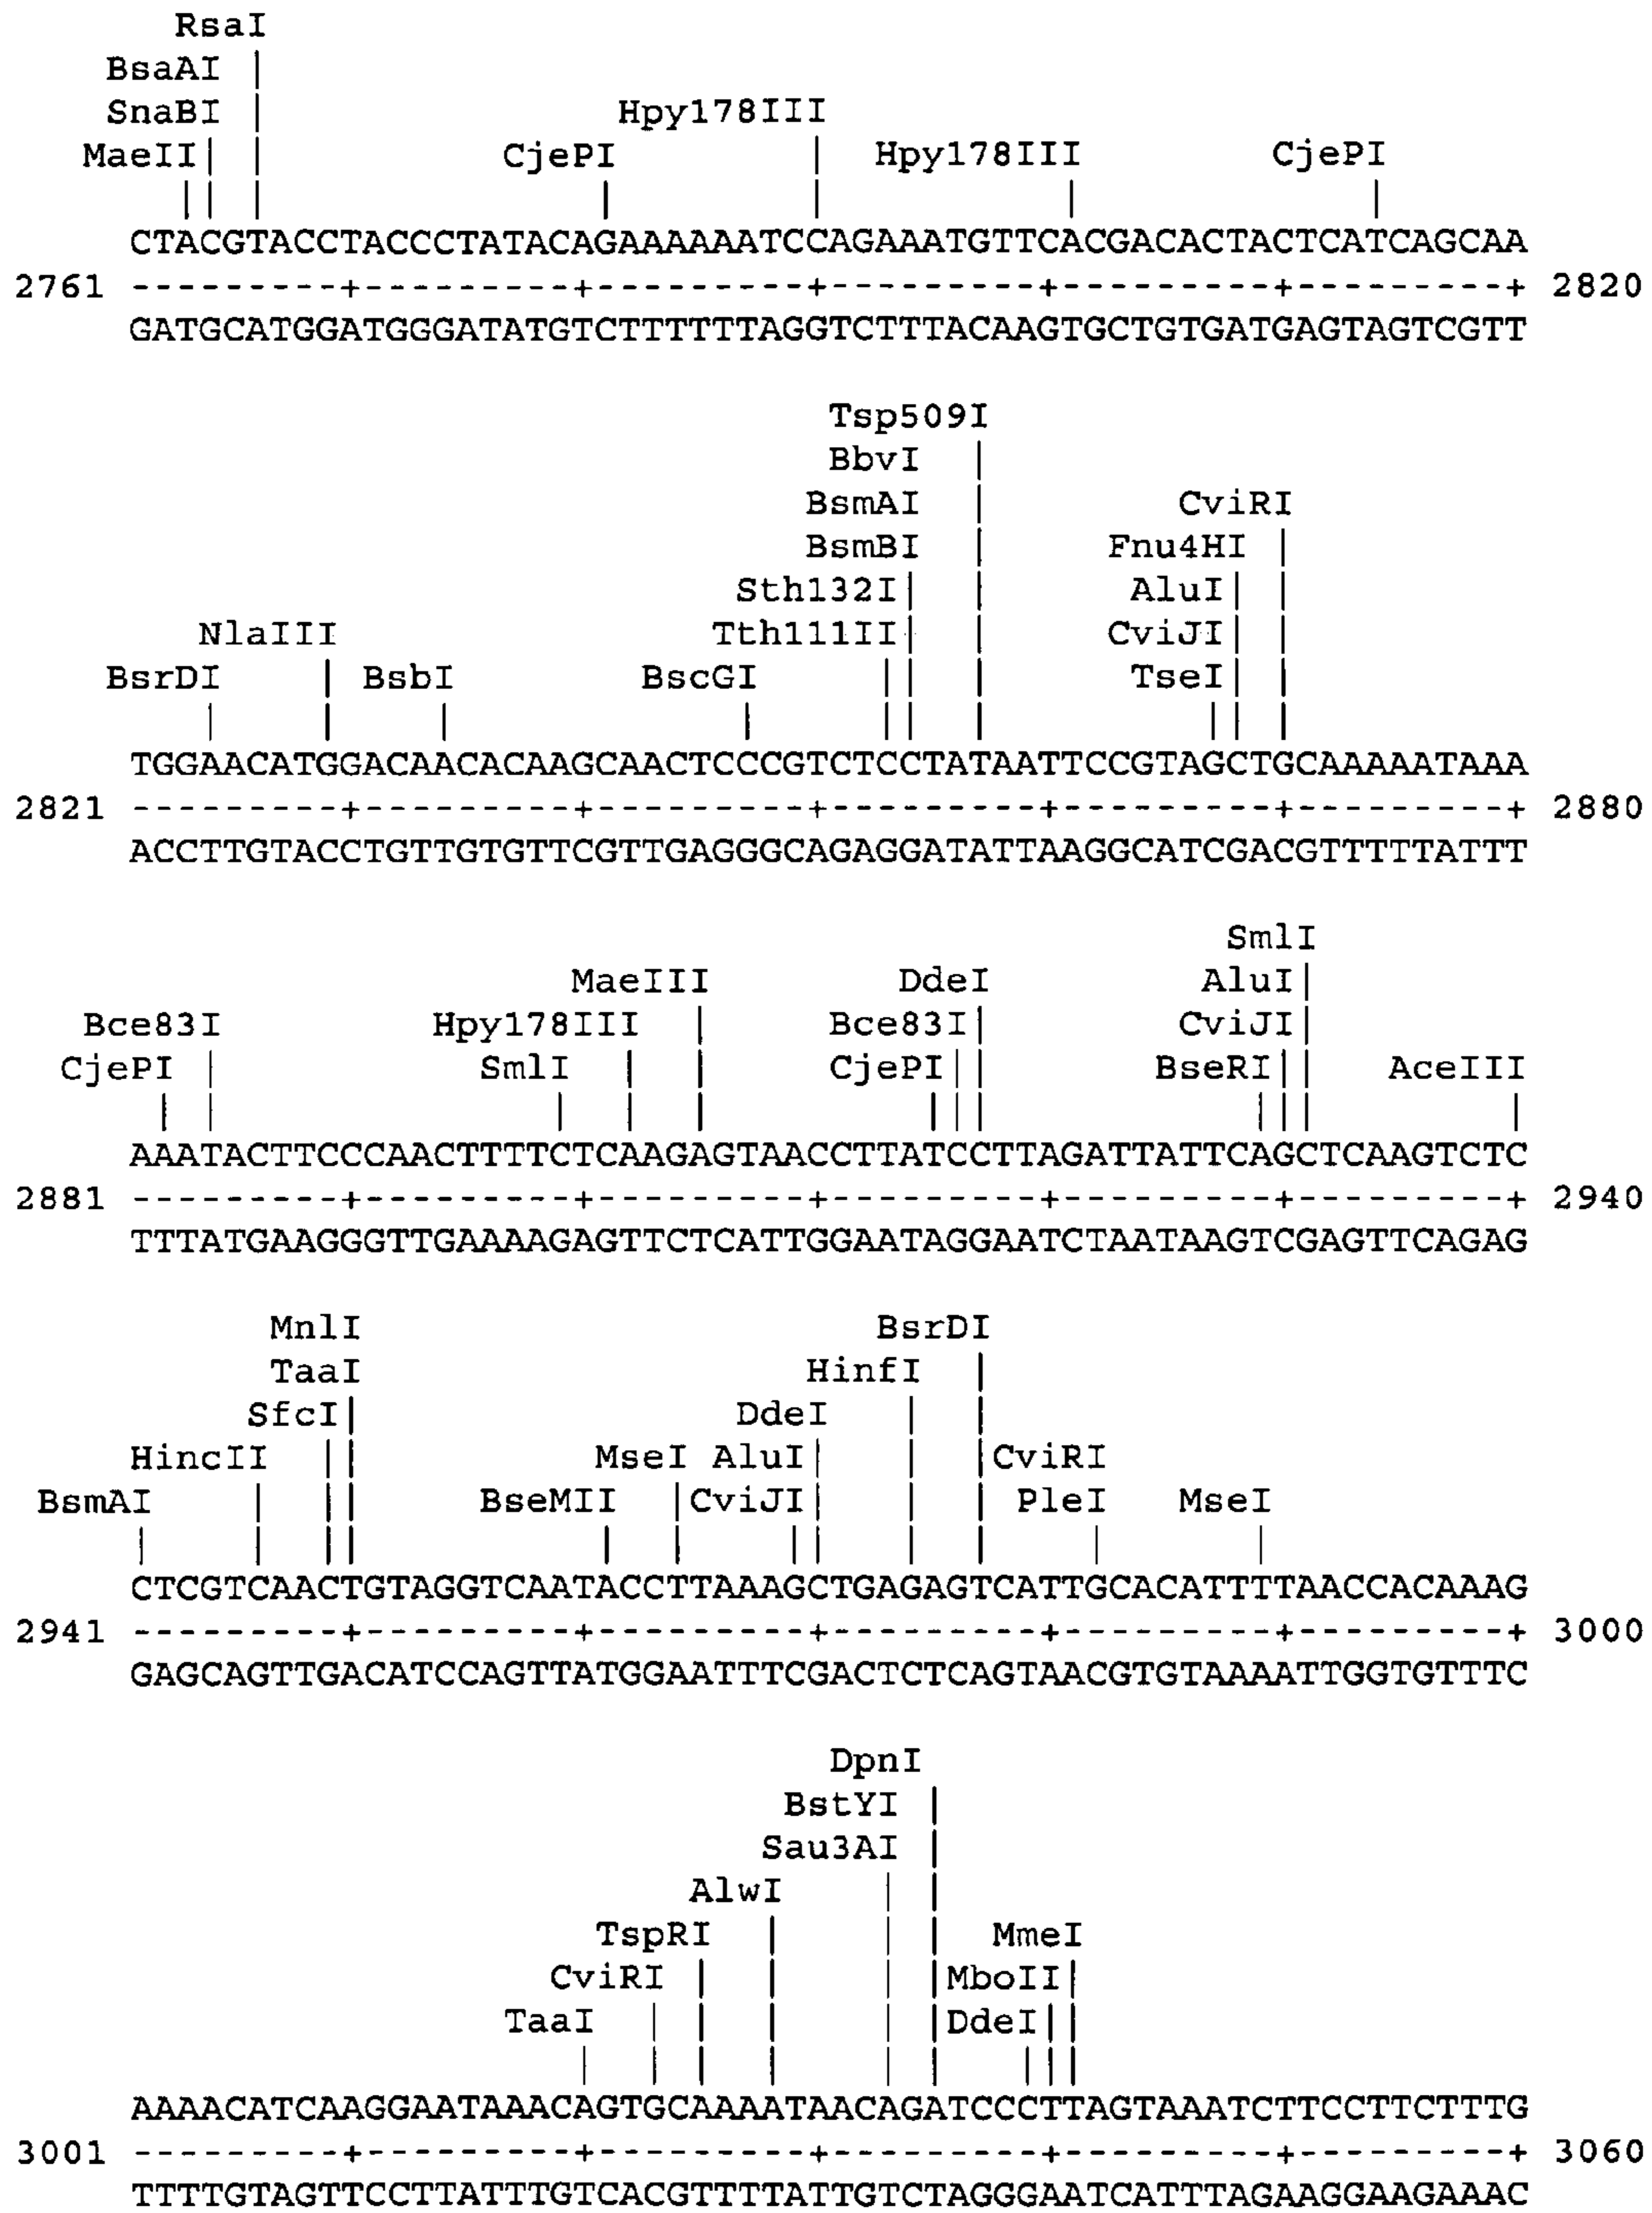 RsaI
BsaAI
SnaBI Hpy178III
MaeII CjePI Hpy178III CjePI
CTACGTACCTACCCTATACAGAAAAAATCCAGAAATGTTCACGACACTACTCATCAGCAA
2761 ---------+---------+---------+---------+---------+---------+ 2820
GATGCATGGATGGGATATGTCTTTTTTAGGTCTTTACAAGTGCTGTGATGAGTAGTCGTT
Tsp509I
BbvI
BsmAI CviRI
BsmBI Fnu4HI
Sth132I AluI
NlaIII Tth111II CviJI
BsrDI BsbI BscGI TseI
TGGAACATGGACAACACAAGCAACTCCCGTCTCCTATAATTCCGTAGCTGCAAAAATAAA
2821 ---------+---------+---------+---------+---------+---------+ 2880
ACCTTGTACCTGTTGTGTTCGTTGAGGGCAGAGGATATTAAGGCATCGACGTTTTTATTT
SmlI
MaeIII DdeI AluI
Bce83I Hpy178III Bce83I CviJI
CjePI SmlI CjePI BseRI AceIII
AAATACTTCCCAACTTTTCTCAAGAGTAACCTTATCCTTAGATTATTCAGCTCAAGTCTC
2881 ---------+---------+---------+---------+---------+---------+ 2940
TTTATGAAGGGTTGAAAAGAGTTCTCATTGGAATAGGAATCTAATAAGTCGAGTTCAGAG
MnlI BsrDI
TaaI HinfI
SfcI DdeI
HincII MseI AluI CviRI
BsmAI BseMII CviJI PleI MseI
CTCGTCAACTGTAGGTCAATACCTTAAAGCTGAGAGTCATTGCACATTTTAACCACAAAG
2941 ---------+---------+---------+---------+---------+---------+ 3000
GAGCAGTTGACATCCAGTTATGGAATTTCGACTCTCAGTAACGTGTAAAATTGGTGTTTC
DpnI
BstYI
Sau3AI
AlwI
TspRI MmeI
CviRI MboII
TaaI DdeI
AAAACATCAAGGAATAAACAGTGCAAAATAACAGATCCCTTAGTAAATCTTCCTTCTTTG
3001 ---------+---------+---------+---------+---------+---------+ 3060
TTTTGTAGTTCCTTATTTGTCACGTTTTATTGTCTAGGGAATCATTTAGAAGGAAGAAAC